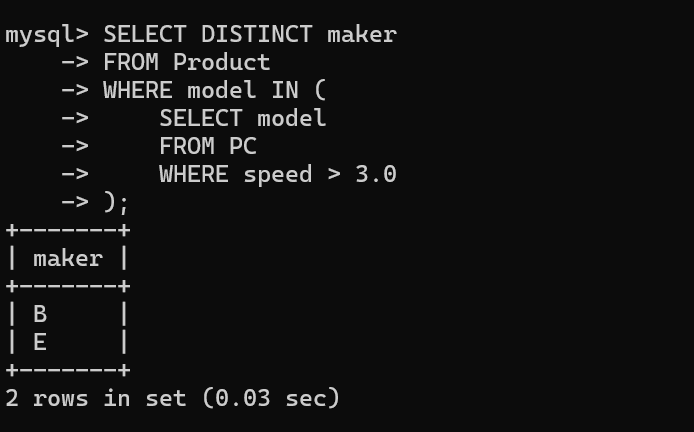 mysql> SELECT DISTINCT maker
    -> FROM Product
    -> WHERE model IN (
    ->     SELECT model
    ->     FROM PC
    ->     WHERE speed > 3.0
    -> );
+-------+
| maker |
+-------+
| B     |
| E     |
+-------+
2 rows in set (0.03 sec)